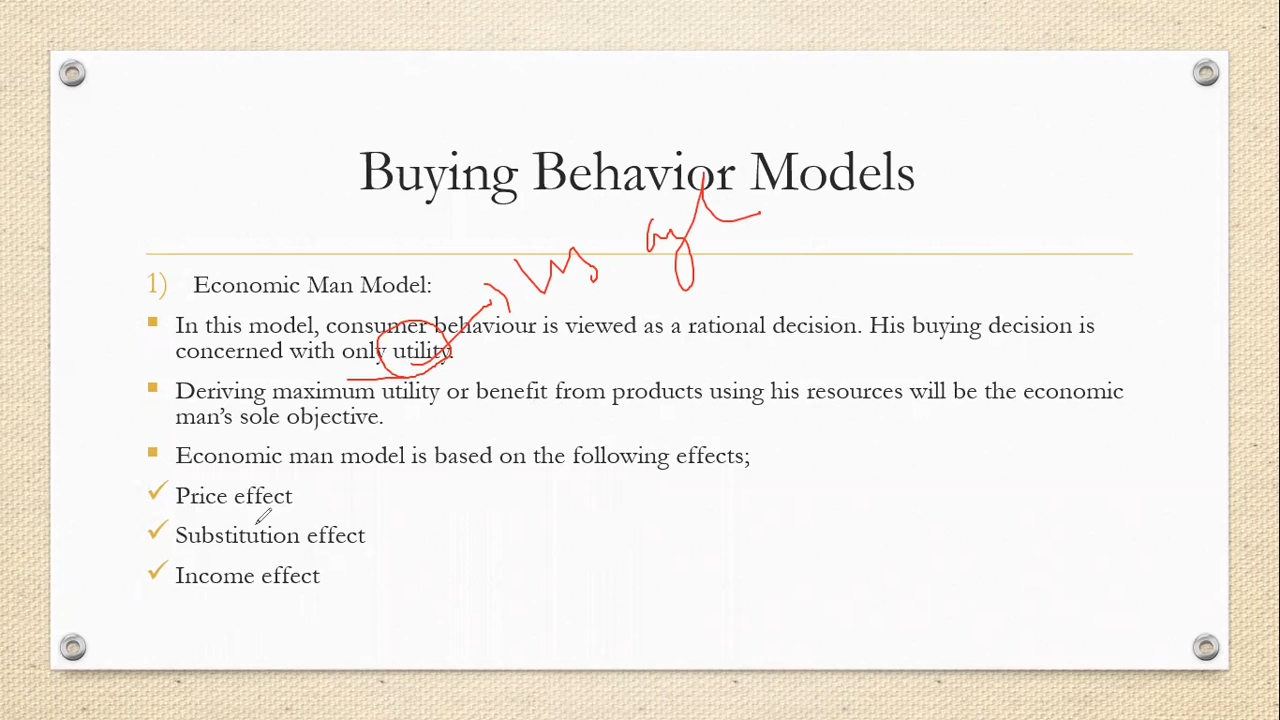 Buying Behavior Models
1) Economic Man Model:
In this model, consumer behaviour is viewed as a rational decision. His buying decision is
concerned with only utility.
Deriving maximum utility or benefit from products using his resources will be the economic
man's sole objective.
Economic man model is based on the following effects;
Price effect
Substitution effect
Income effect